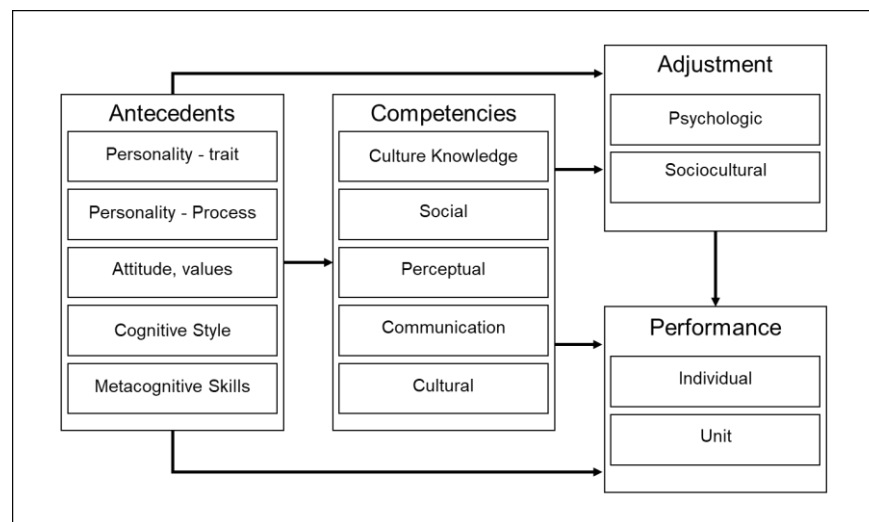 Antecedents
Personality - trait
Personality - Process
Attitude, values
Cognitive Style
Metacognitive Skills
Competencies
Culture Knowledge
Social
Perceptual
Communication
Cultural
Adjustment
Psychologic
Sociocultural
Performance
Individual
Unit